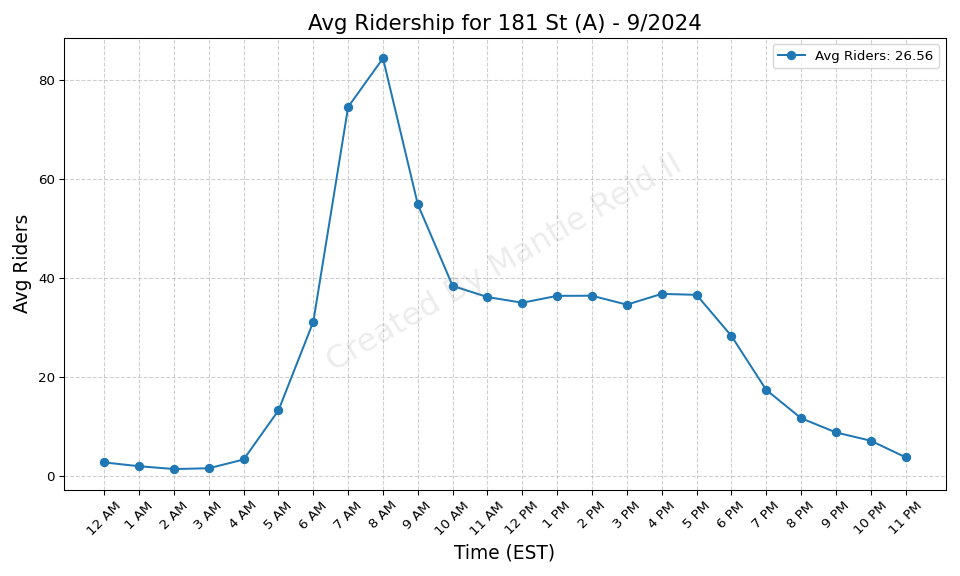 Avg Ridership for 181 St (A) - 9/2024
Avg Riders: 26.56
80
60
40
20
0
Avg Riders
Created By Mantie Reid II
12 AM
1 AM
2 AM
3 AM
4 AM
5 AM
6 AM
7 AM
8 AM
9 AM
10 AM
11 AM
12 PM
1 PM
2 PM
3 PM
4 PM
5 PM
6 PM
7 PM
8 PM
9 PM
10 PM
11 PM
Time (EST)